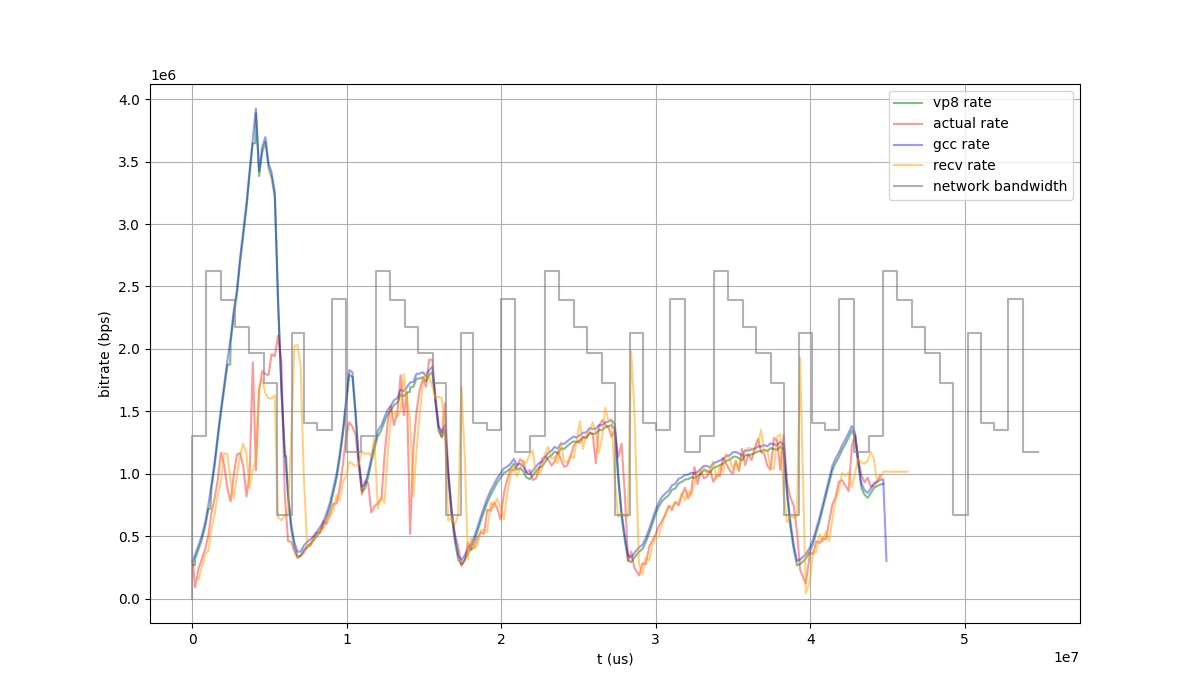 1e6
4.0
3.5
3.0
2.5
2.0
1.5
1.0
0.5
0.0
bitrate (bps)
vp8 rate
actual rate
gcc rate
recv rate
network bandwidth
0 1 2 3 4 5
t (us)
1e7